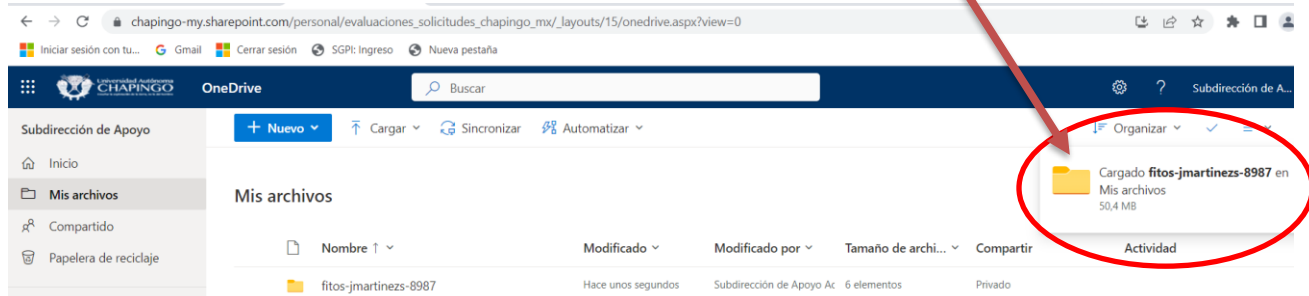 chapingo-my.sharepoint.com/personal/evaluaciones_solicitudes_chapingo_mx/_layouts/15/onedrive.aspx?view=0
Iniciar sesión con tu... G Gmail Cerrar sesión SGPI: Ingreso Nueva pestaña
Universidad Autónoma
CHAPINGO OneDrive Buscar ? Subdirección de A...
Subdirección de Apoyo + Nuevo Cargar Sincronizar Automatizar Organizar
Inicio
Mis archivos
Compartido
Papelera de reciclaje
Cargado fitos-jmartinezs-8987 en
Mis archivos
50,4 MB
Mis archivos
Nombre ↑ Modificado Modificado por Tamaño de archi... Compartir Actividad
fitos-jmartinezs-8987 Hace unos segundos Subdirección de Apoyo Ac 6 elementos Privado